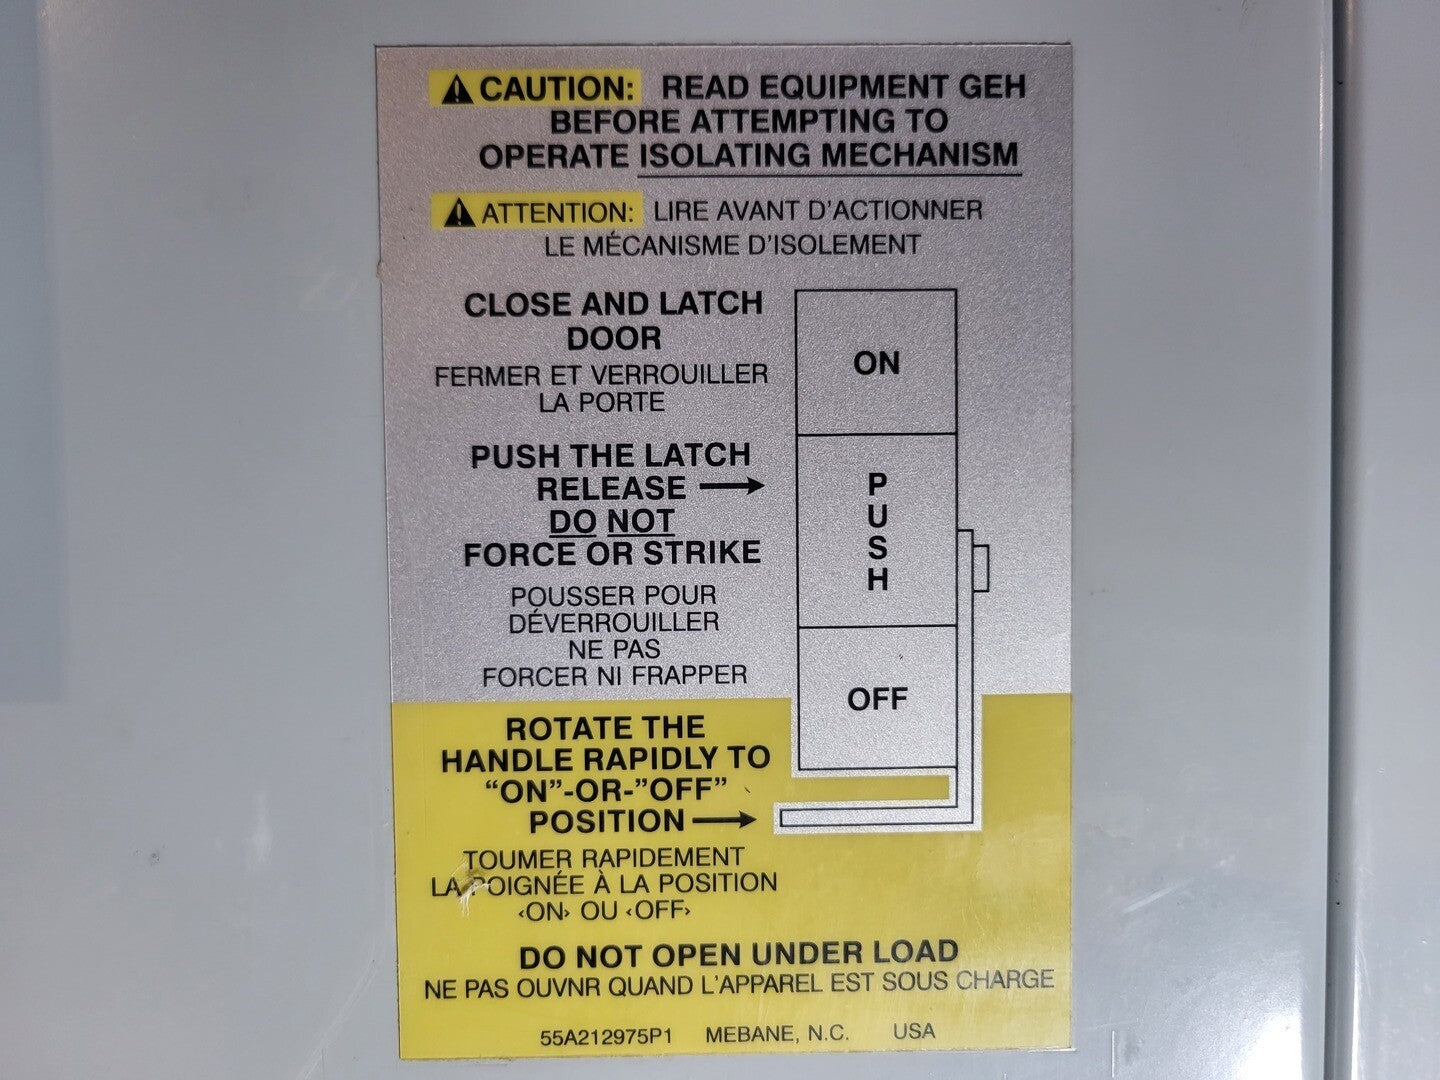 CAUTION: READ EQUIPMENT GEH
BEFORE ATTEMPTING TO
OPERATE ISOLATING MECHANISM
ATTENTION: LIRE AVANT D'ACTIONNER
LE MÉCANISME D'ISOLEMENT
CLOSE AND LATCH
DOOR
FERMER ET VERROUILLER
LA PORTE
PUSH THE LATCH
RELEASE
DO NOT
FORCE OR STRIKE
POUSSER POUR
DÉVERROUILLER
NE PAS
FORCER NI FRAPPER
ROTATE THE
HANDLE RAPIDLY TO
“ON”-OR-”OFF”
POSITION
TOUMER RAPIDEMENT
LA POIGNÉE À LA POSITION
‹ON› OU ‹OFF›
ON
P
U
S
H
OFF
DO NOT OPEN UNDER LOAD
NE PAS OUVNR QUAND L'APPAREL EST SOUS CHARGE
55A212975P1 MEBANE, N.C. USA